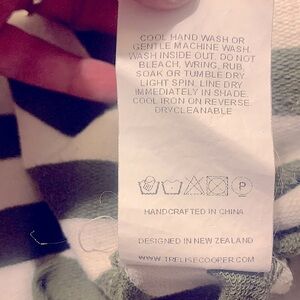 COOL HAND WASH OR
GENTLE MACHINE WASH.
WASH INSIDE OUT. DO NOT
BLEACH, WRING, RUB,
SOAK OR TUMBLE DRY
LIGHT SPIN, LINE DRY
IMMEDIATELY IN SHADE.
COOL IRON ON REVERSE.
DRYCLEANABLE
P
HANDCRAFTED IN CHINA
DESIGNED IN NEW ZEALAND
WWW.TRELISECOOPER.COM